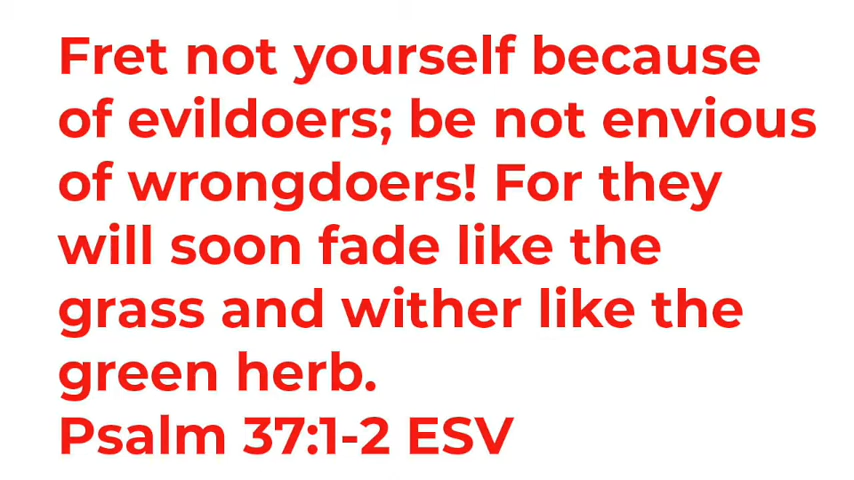 Fret not yourself because
of evildoers; be not envious
of wrongdoers! For they
will soon fade like the
grass and wither like the
green herb.
Psalm 37:1-2 ESV